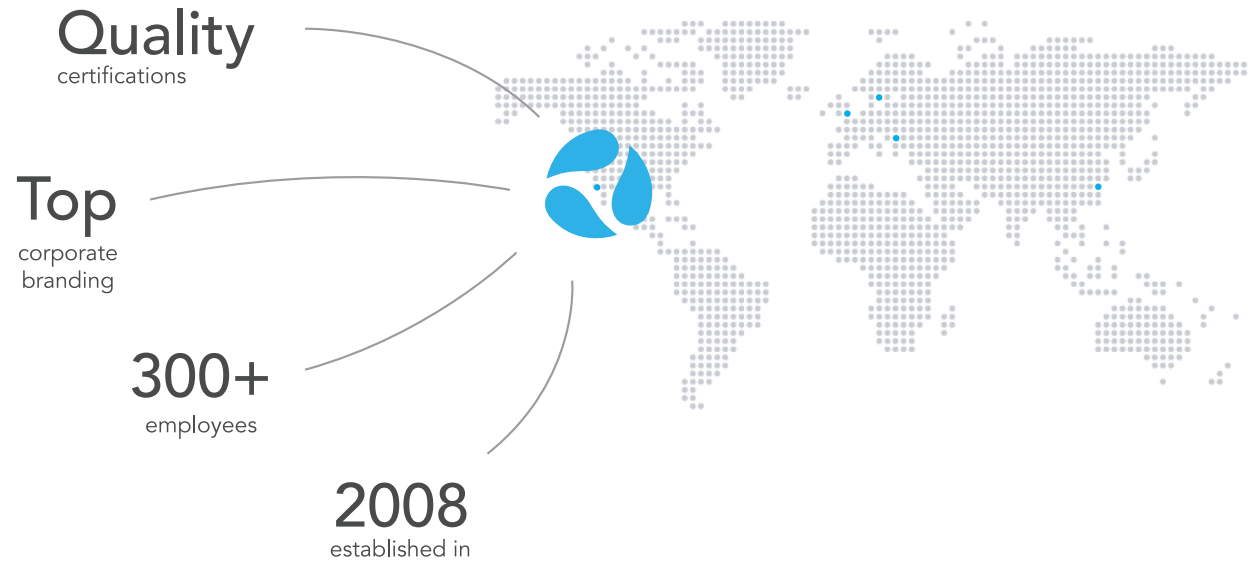 Quality
certifications
Top
corporate
branding
300+
employees
2008
established in